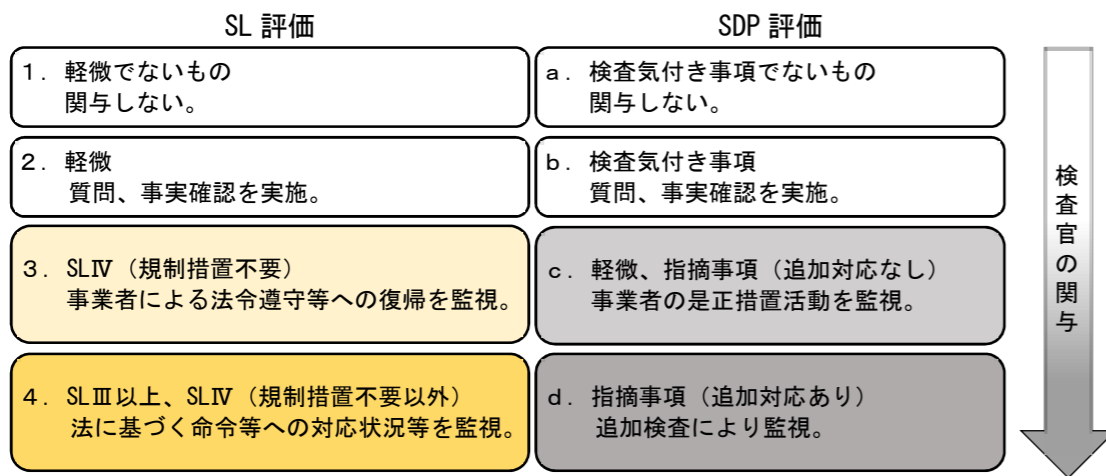 SL 評価
SDP 評価
1. 軽微でないもの
関与しない。
a. 検査気付き事項でないもの
関与しない。
2. 軽微
質問、事実確認を実施。
b. 検査気付き事項
質問、事実確認を実施。
3. SLⅣ（規制措置不要）
事業者による法令遵守等への復帰を監視。
c. 軽微、指摘事項（追加対応なし）
事業者の是正措置活動を監視。
4. SLⅢ以上、SLⅣ（規制措置不要以外）
法に基づく命令等への対応状況等を監視。
d. 指摘事項（追加対応あり）
追加検査により監視。
検査官の関与